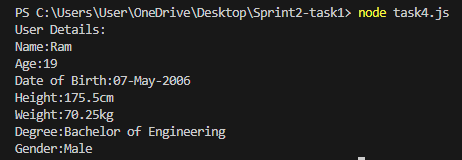 PS C:\Users\User\OneDrive\Desktop\Sprint2-task1> node task4.js
User Details:
Name:Ram
Age:19
Date of Birth:07-May-2006
Height:175.5cm
Weight:70.25kg
Degree:Bachelor of Engineering
Gender:Male